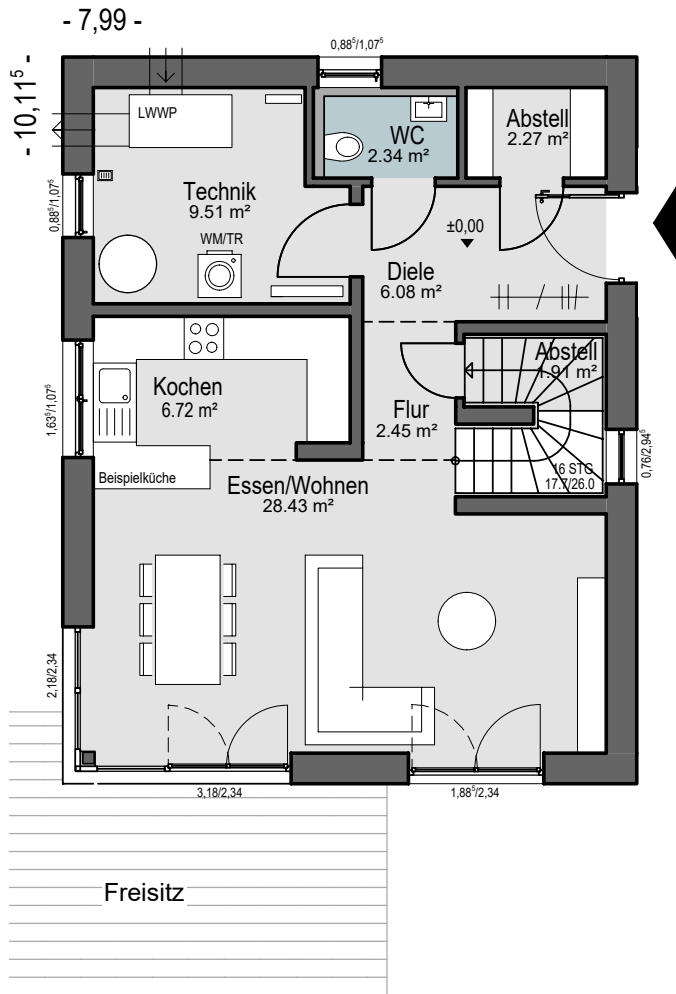 - 7,99 -
- 10,11⁵ -
0,88⁵/1,07⁵
LWWP
WC
2.34 m²
Abstell
2.27 m²
Technik
9.51 m²
0,88⁵/1,07⁵
WM/TR
±0,00
Diele
6.08 m²
Abstell
1.91 m²
Kochen
6.72 m²
1,63⁵/1,07⁵
Flur
2.45 m²
0,76/2,94⁵
16 STG
17.7/26.0
Beispielküche
Essen/Wohnen
28.43 m²
2,18/2,34
3,18/2,34
1,88⁵/2,34
Freisitz